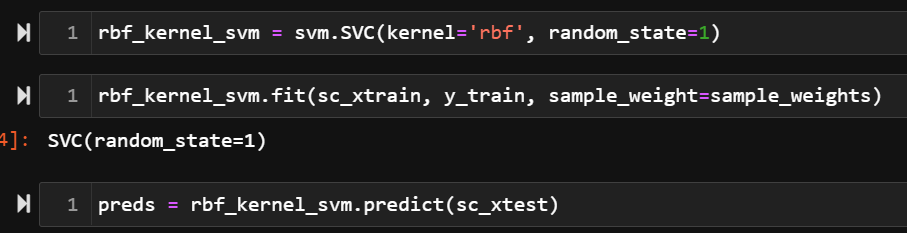 1 rbf_kernel_svm = svm.SVC(kernel='rbf', random_state=1)
1 rbf_kernel_svm.fit(sc_xtrain, y_train, sample_weight=sample_weights)
4]: SVC(random_state=1)
1 preds = rbf_kernel_svm.predict(sc_xtest)